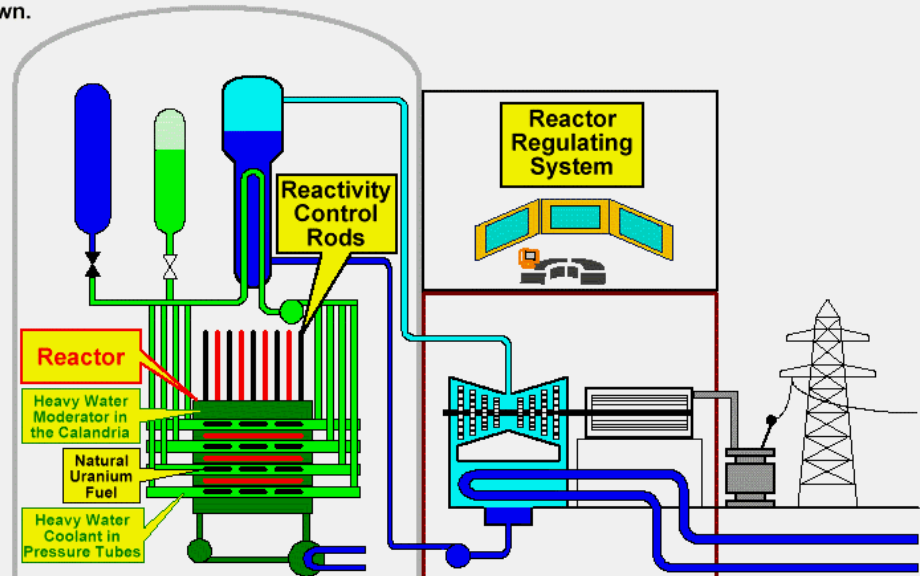 wn.
Reactor
Regulating
System
Reactivity
Control
Rods
Reactor
Heavy Water
Moderator in
the Calandria
Natural
Uranium
Fuel
Heavy Water
Coolant in
Pressure Tubes